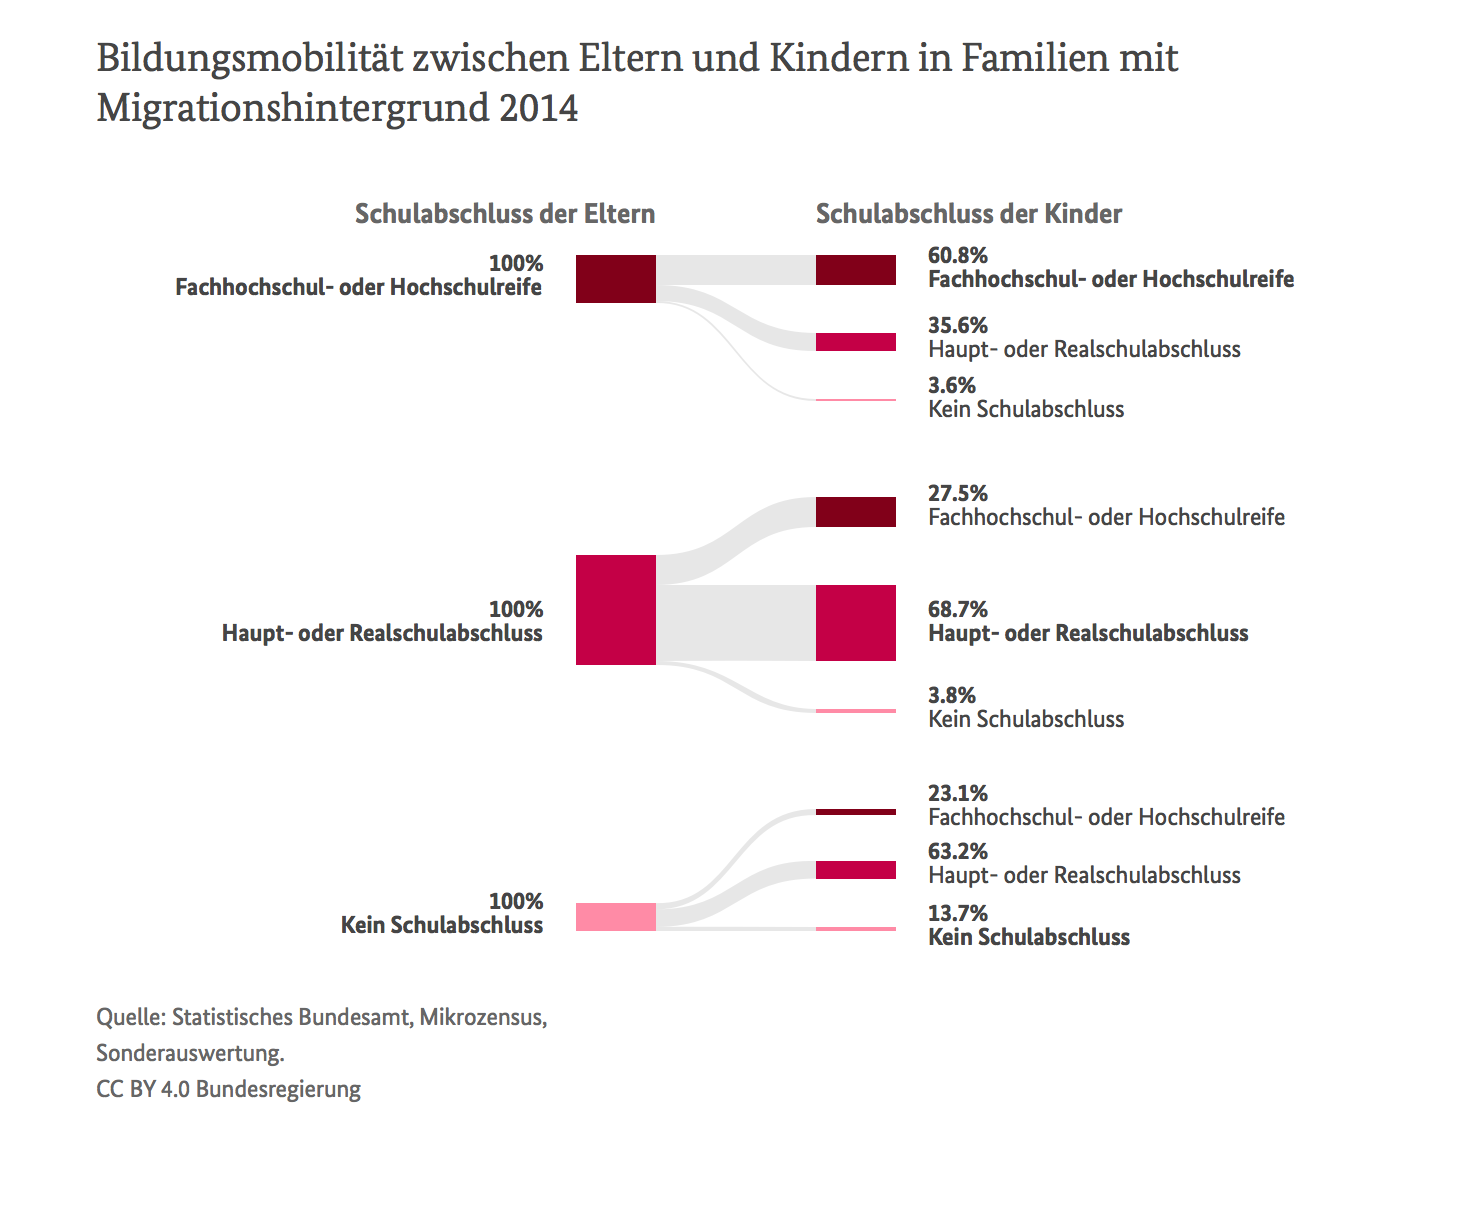 Bildungsmobilität zwischen Eltern und Kindern in Familien mit
Migrationshintergrund 2014
Schulabschluss der Eltern
Schulabschluss der Kinder
100%
Fachhochschul- oder Hochschulreife
60.8%
Fachhochschul- oder Hochschulreife
35.6%
Haupt- oder Realschulabschluss
3.6%
Kein Schulabschluss
100%
Haupt- oder Realschulabschluss
27.5%
Fachhochschul- oder Hochschulreife
68.7%
Haupt- oder Realschulabschluss
3.8%
Kein Schulabschluss
100%
Kein Schulabschluss
23.1%
Fachhochschul- oder Hochschulreife
63.2%
Haupt- oder Realschulabschluss
13.7%
Kein Schulabschluss
Quelle: Statistisches Bundesamt, Mikrozensus,
Sonderauswertung.
CC BY 4.0 Bundesregierung